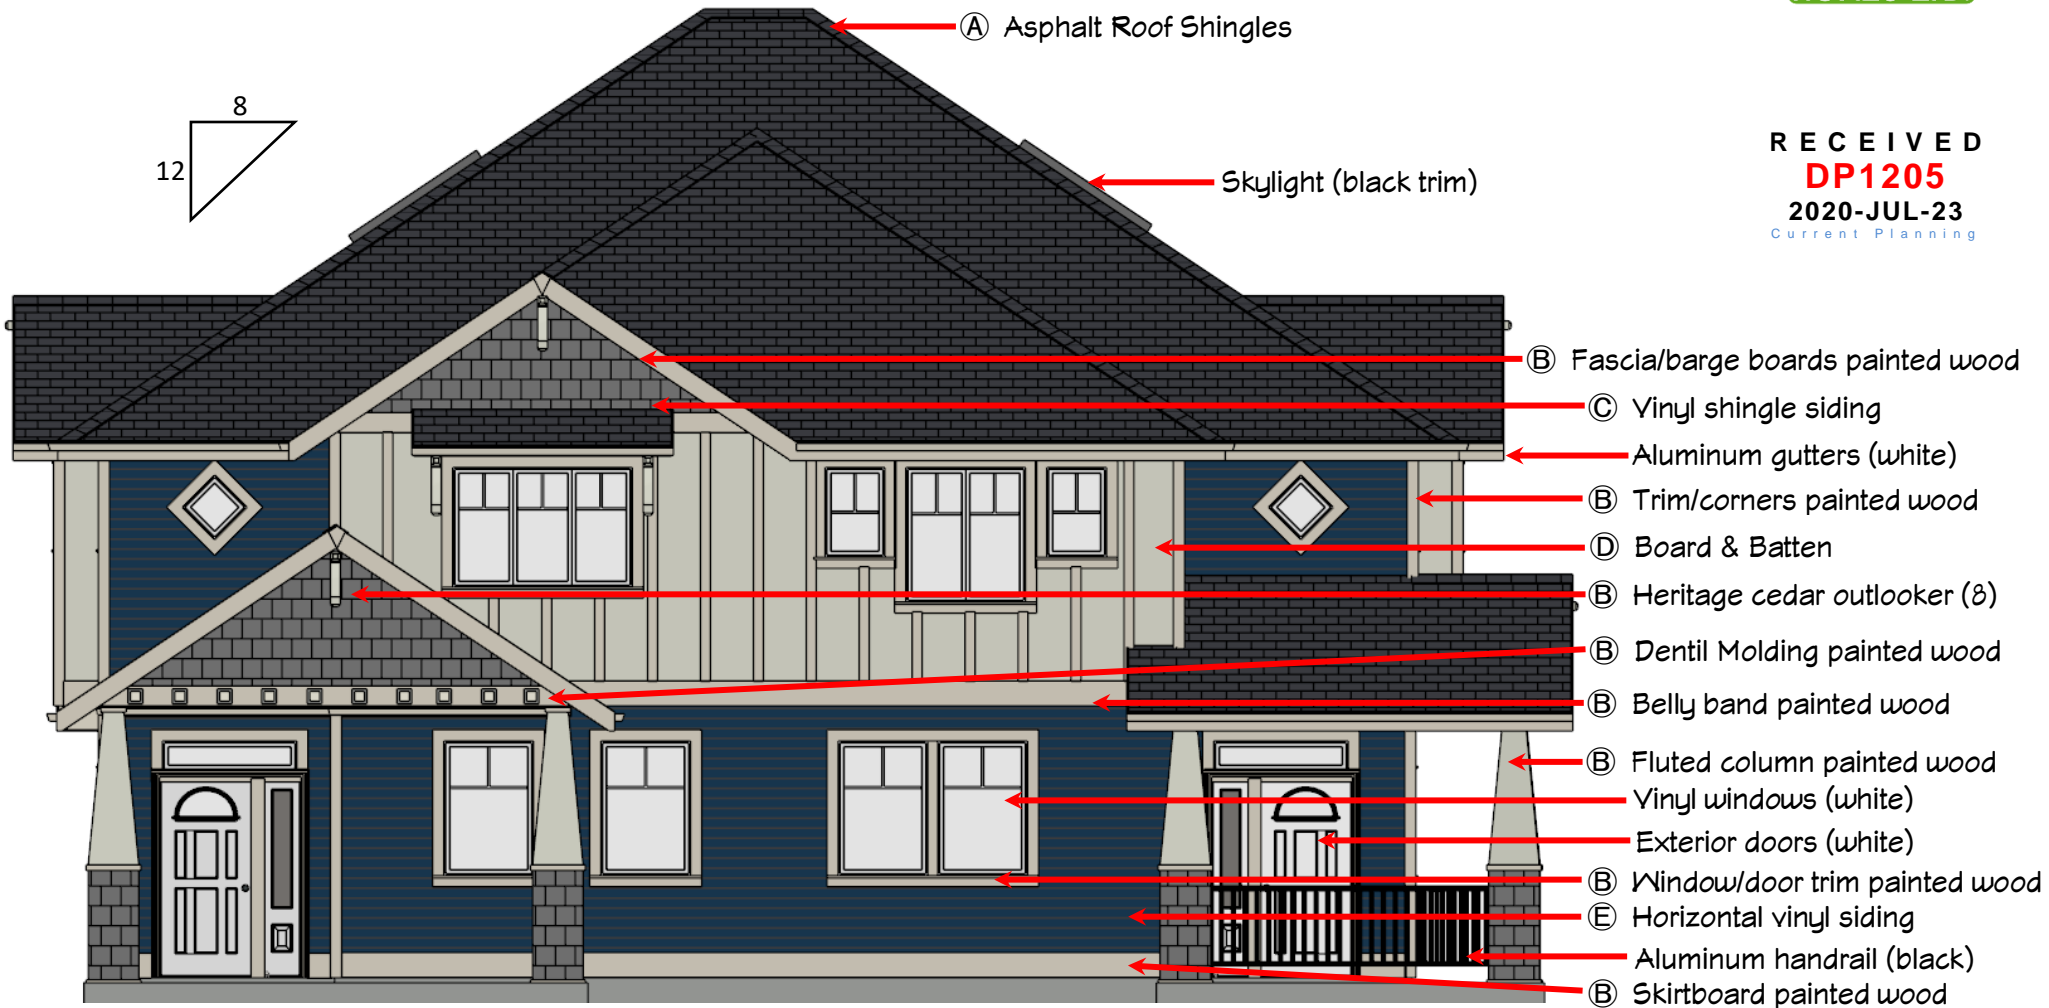 Ⓐ Asphalt Roof Shingles
8
12
RECEIVED
DP1205
2020-JUL-23
Current Planning
Skylight (black trim)
Ⓑ Fascia/barge boards painted wood
Ⓒ Vinyl shingle siding
Aluminum gutters (white)
Ⓑ Trim/corners painted wood
Ⓓ Board & Batten
Ⓑ Heritage cedar outlooker (8)
Ⓑ Dentil Molding painted wood
Ⓑ Belly band painted wood
Ⓑ Fluted column painted wood
Vinyl windows (white)
Exterior doors (white)
Ⓑ Window/door trim painted wood
Ⓔ Horizontal vinyl siding
Aluminum handrail (black)
Ⓑ Skirtboard painted wood